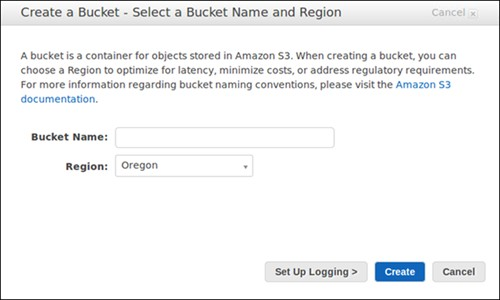 Create a Bucket - Select a Bucket Name and Region Cancel x
A bucket is a container for objects stored in Amazon S3. When creating a bucket, you can
choose a Region to optimize for latency, minimize costs, or address regulatory requirements.
For more information regarding bucket naming conventions, please visit the Amazon S3
documentation.
Bucket Name:
Region: Oregon
Set Up Logging > Create Cancel